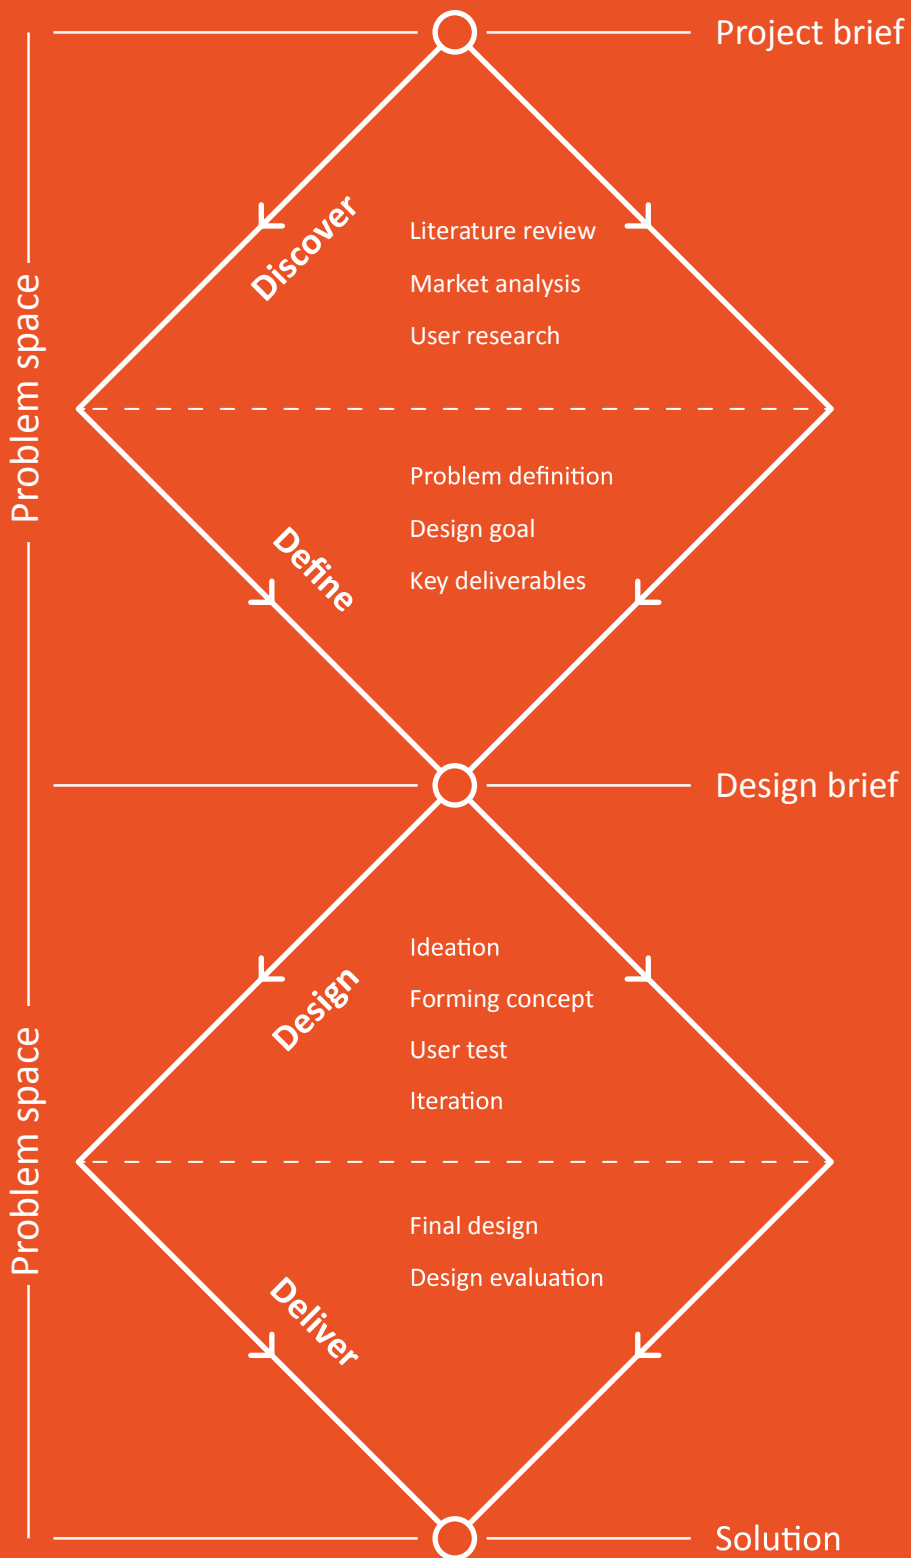 Project brief
Discover
Literature review
Market analysis
User research
Problem space
Problem definition
Design goal
Key deliverables
Define
Design brief
Ideation
Forming concept
User test
Iteration
Design
Problem space
Final design
Design evaluation
Deliver
Solution